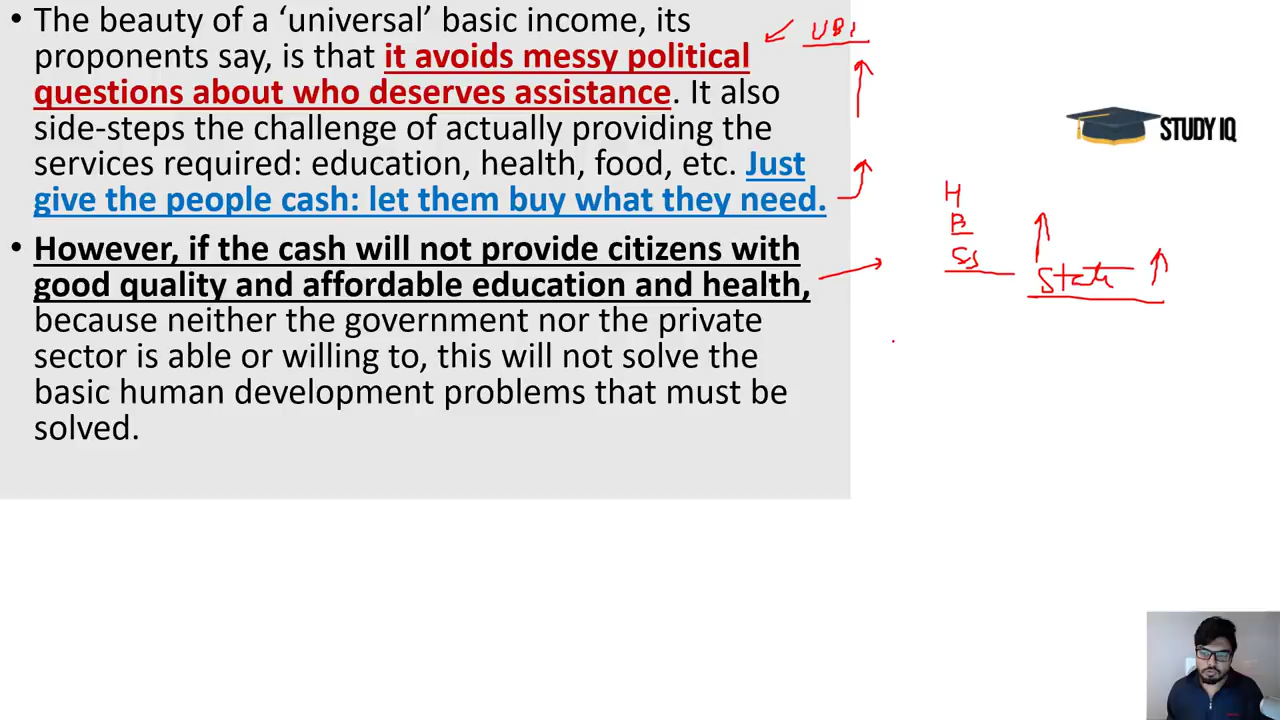 • The beauty of a ‘universal’ basic income, its
proponents say, is that it avoids messy political
questions about who deserves assistance. It also
side-steps the challenge of actually providing the
services required: education, health, food, etc. Just
give the people cash: let them buy what they need.
• However, if the cash will not provide citizens with
good quality and affordable education and health,
because neither the government nor the private
sector is able or willing to, this will not solve the
basic human development problems that must be
solved.
UBI
STUDY IQ
H
State